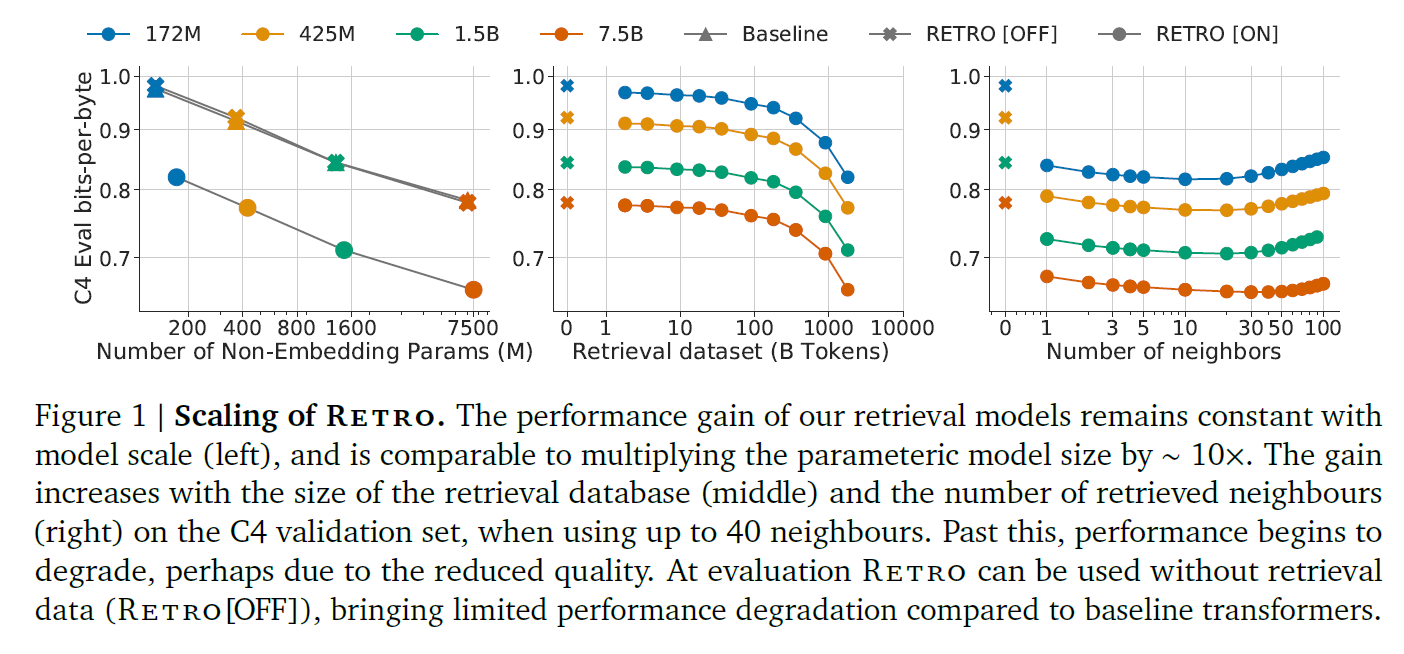 172M 425M 1.5B 7.5B Baseline RETRO [OFF] RETRO [ON]
C4 Eval bits-per-byte
1.0
0.9
0.8
0.7
200 400 800 1600 7500
Number of Non-Embedding Params (M)
1.0
0.9
0.8
0.7
0 1 10 100 1000 10000
Retrieval dataset (B Tokens)
1.0
0.9
0.8
0.7
0 1 3 5 10 30 50 100
Number of neighbors
Figure 1 | Scaling of RETRO. The performance gain of our retrieval models remains constant with
model scale (left), and is comparable to multiplying the parameteric model size by ∼ 10×. The gain
increases with the size of the retrieval database (middle) and the number of retrieved neighbours
(right) on the C4 validation set, when using up to 40 neighbours. Past this, performance begins to
degrade, perhaps due to the reduced quality. At evaluation RETRO can be used without retrieval
data (RETRO[OFF]), bringing limited performance degradation compared to baseline transformers.